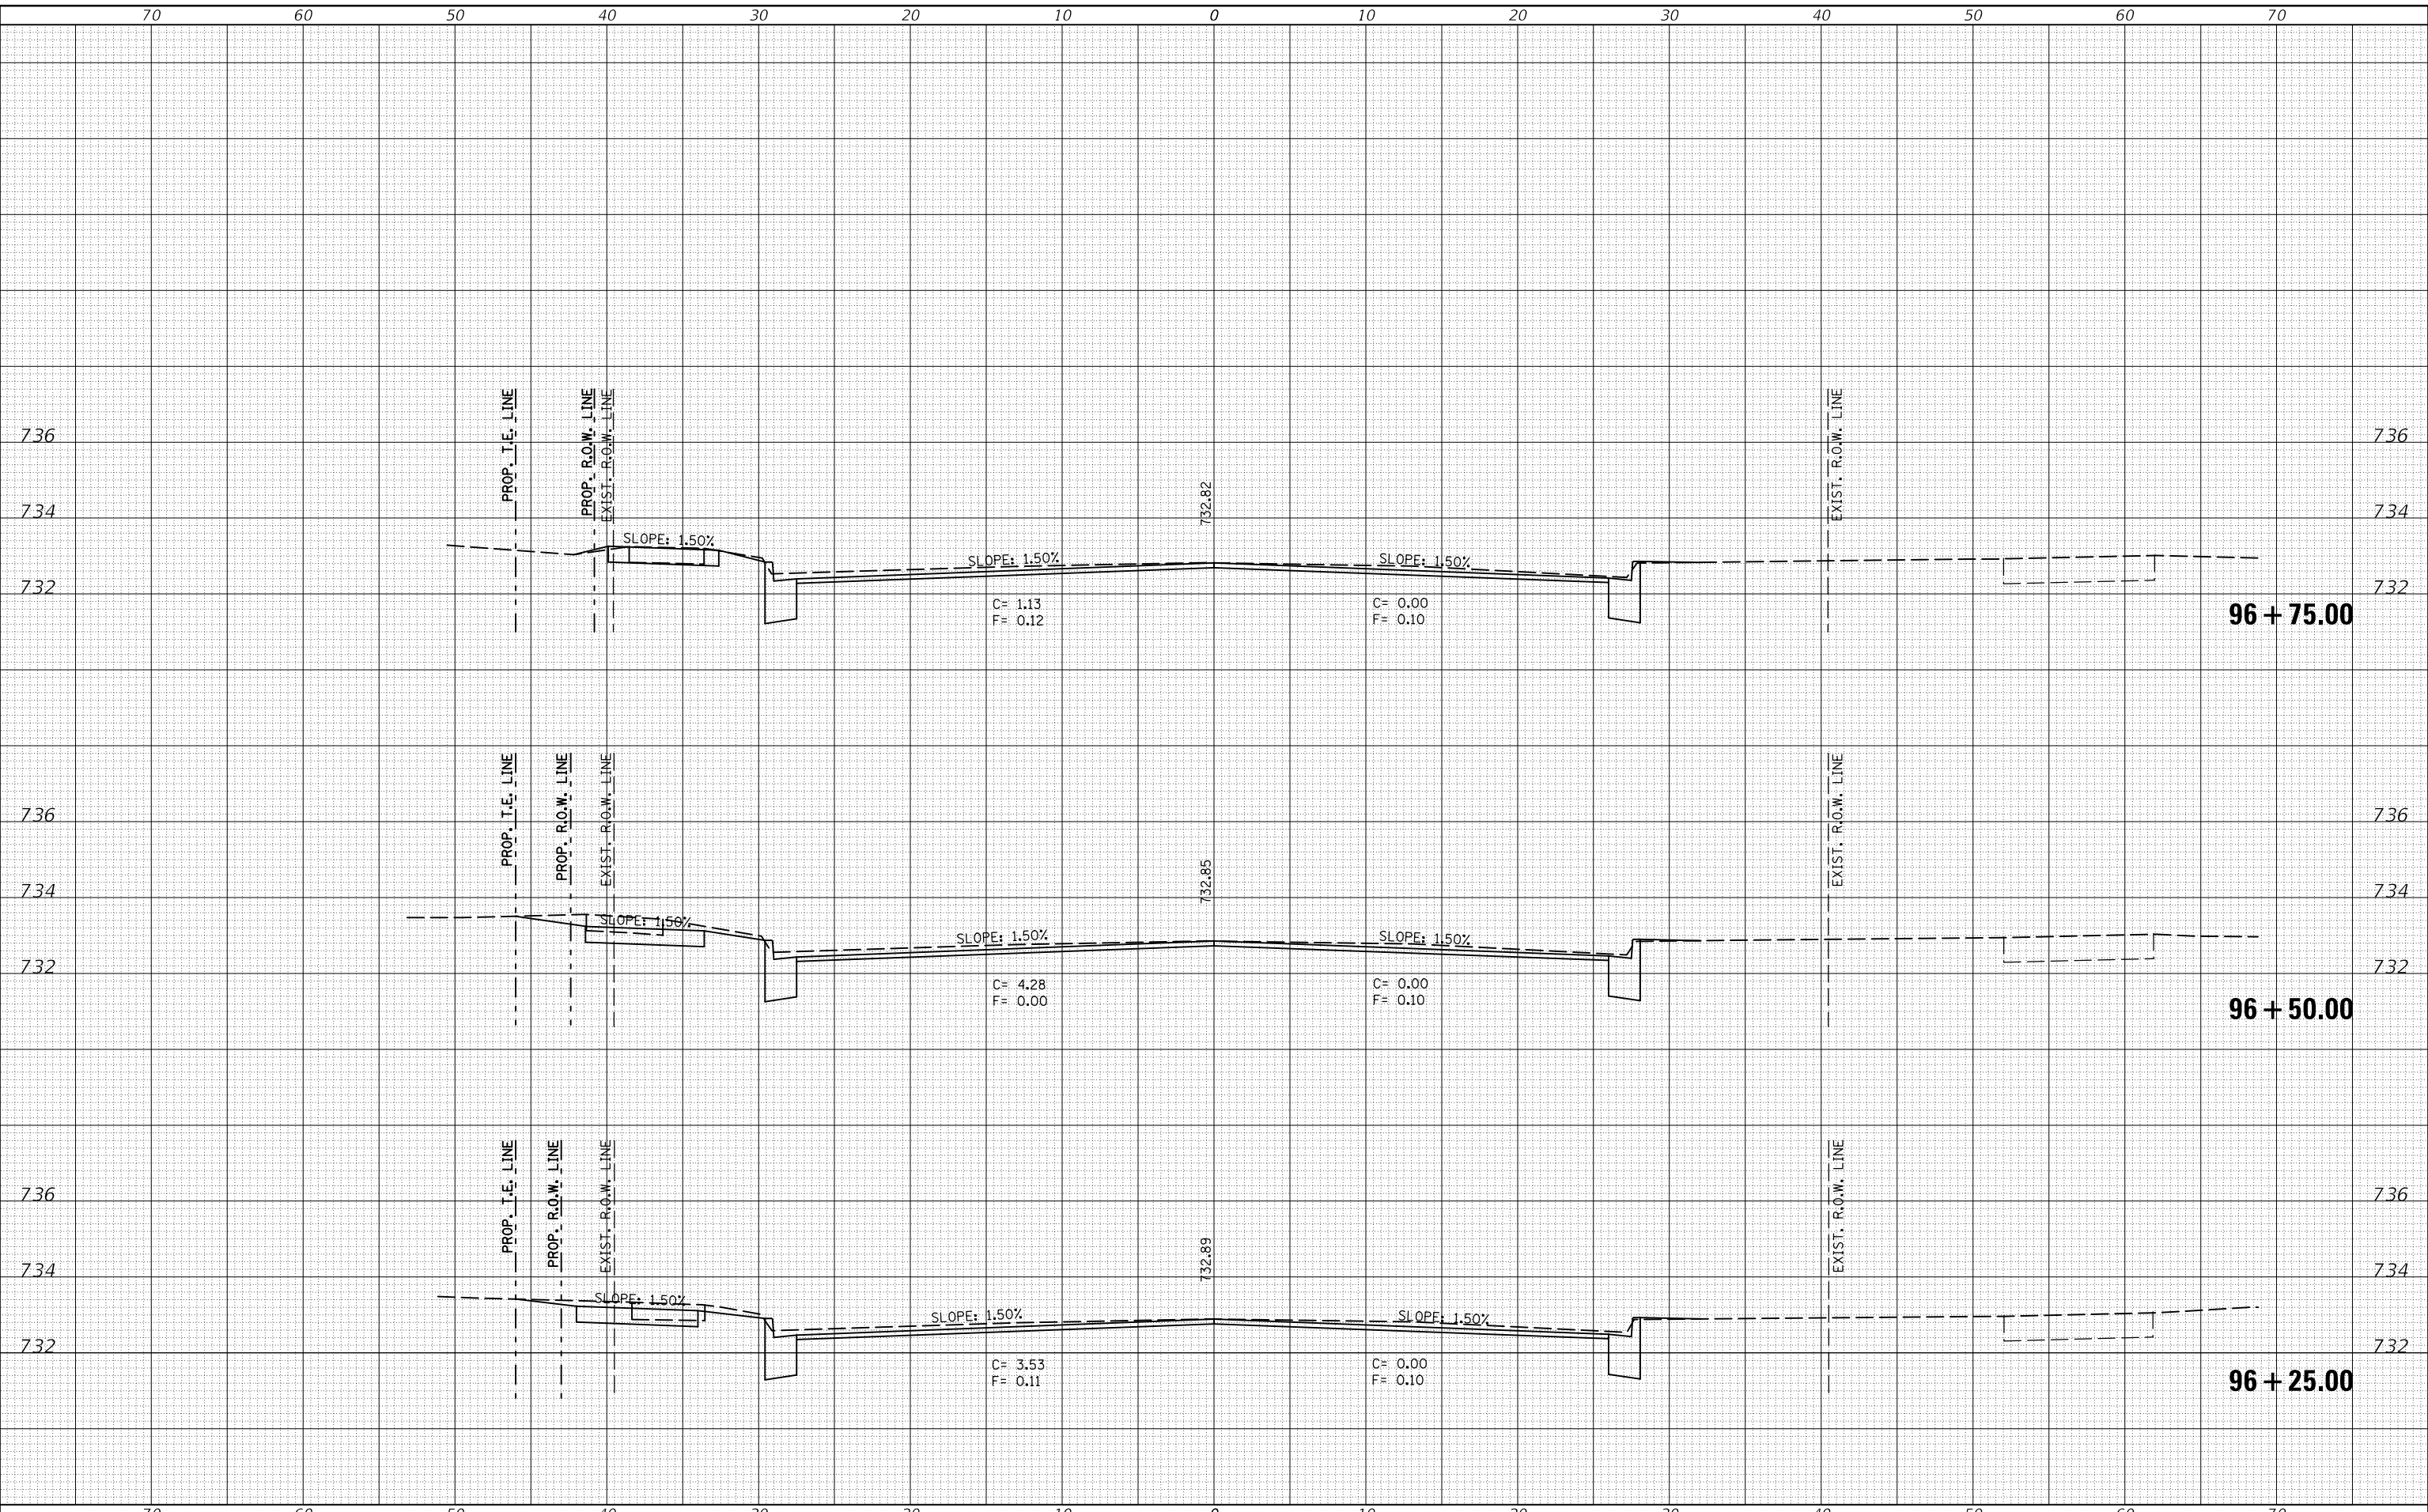 70 60 50 40 30 20 10 0 10 20 30 40 50 60 70
PROP. T.E. LINE
PROP. R.O.W. LINE
EXIST. R.O.W. LINE
EXIST. R.O.W. LINE
736 736
734 734
732 732
732.82
SLOPE: 1.50%
SLOPE: 1.50%
SLOPE: 1.50%
C= 1.13
F= 0.12
C= 0.00
F= 0.10
96+75.00
PROP. T.E. LINE
PROP. R.O.W. LINE
EXIST. R.O.W. LINE
EXIST. R.O.W. LINE
736 736
734 734
732 732
732.85
SLOPE: 1.50%
SLOPE: 1.50%
SLOPE: 1.50%
C= 4.28
F= 0.00
C= 0.00
F= 0.10
96+50.00
PROP. T.E. LINE
PROP. R.O.W. LINE
EXIST. R.O.W. LINE
EXIST. R.O.W. LINE
736 736
734 734
732 732
732.89
SLOPE: 1.50%
SLOPE: 1.50%
SLOPE: 1.50%
C= 3.53
F= 0.11
C= 0.00
F= 0.10
96+25.00